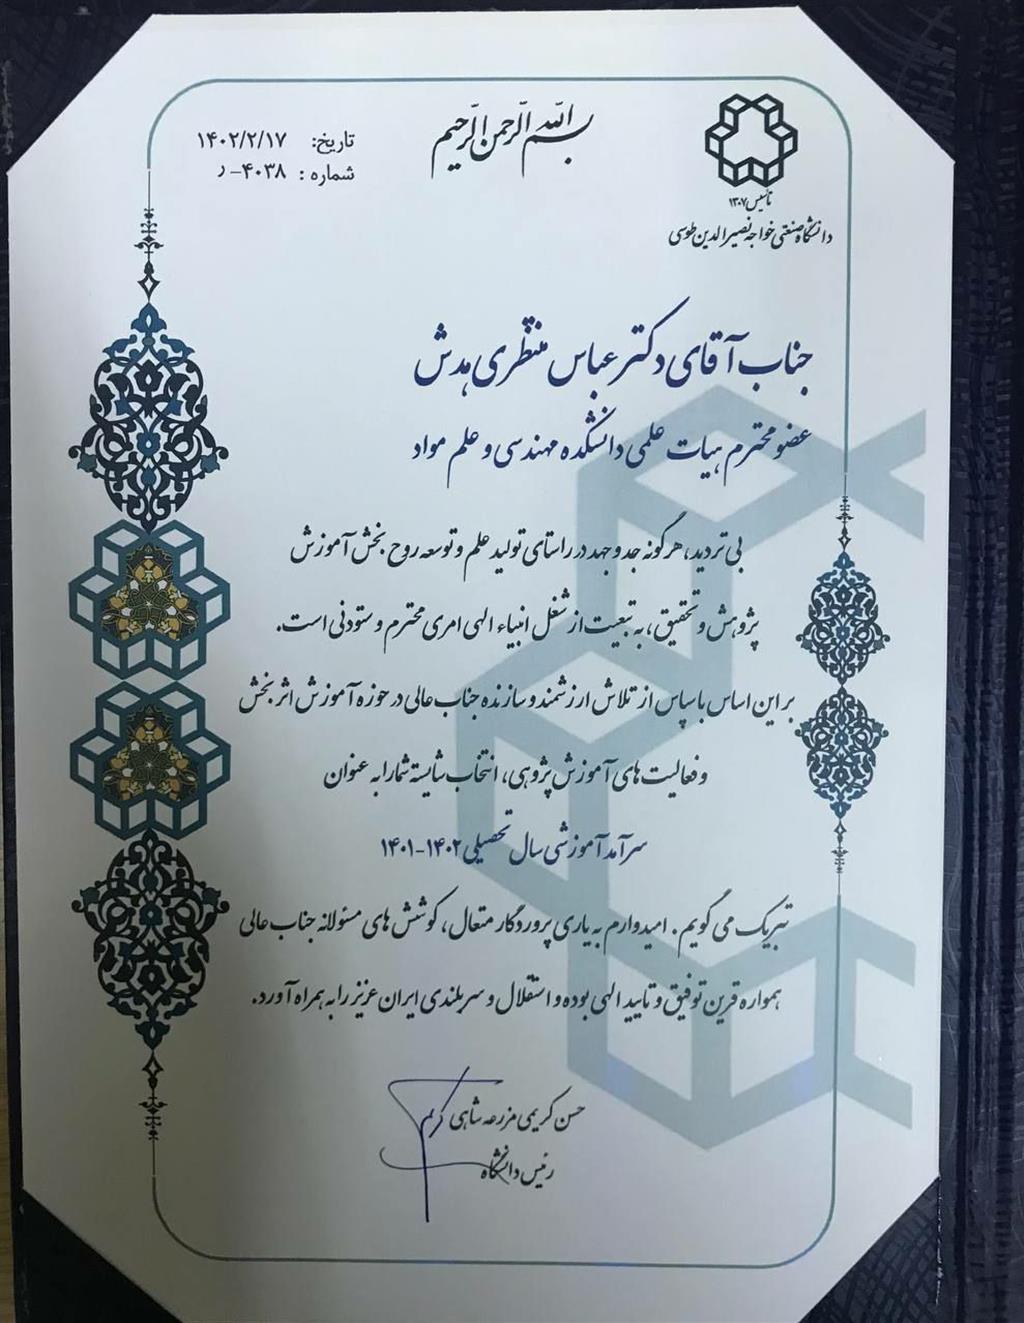 بسم الله الرحمن الرحیم
تاریخ: ۱۴۰۲/۲/۱۷
شماره : ۴۰۳۸-ر
تأسیس ۱۳۰۷
دانشگاه صنعتی خواجه نصیرالدین طوسی
جناب آقای دکتر عباس منتظری هدش
عضو محترم هیات علمی دانشکده مهندسی و علم مواد
بی تردید، هرگونه جد و جهد در راستای تولید علم و توسعه روح بخش آموزش
پژوهش و تحقیق، به تبعیت از شغل انبیاء الهی امری محترم و ستودنی است.
بر این اساس با سپاس از تلاش ارزشمند و سازنده جناب عالی در حوزه آموزش اثر بخش
و فعالیت های آموزش پژوهی، انتخاب شایسته شما را به عنوان
سرآمد آموزشی سال تحصیلی ۱۴۰۲-۱۴۰۱
تبریک می گویم. امیدوارم به یاری پروردگار متعال، کوشش های مسئولانه جناب عالی
همواره قرین توفیق و تایید الهی بوده و استقلال و سربلندی ایران عزیز را به همراه آورد.
حسن کریمی مزرعه شاهی
رئیس دانشگاه